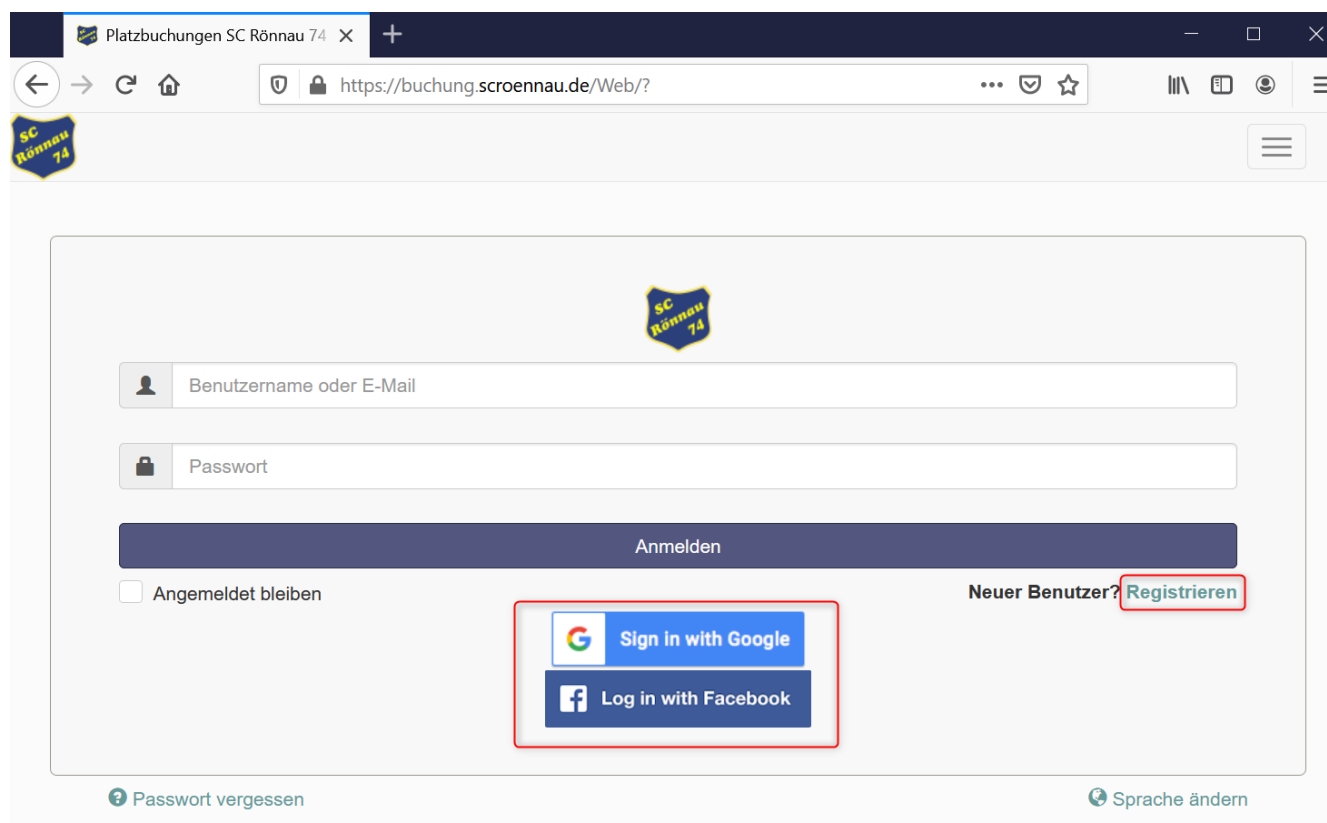 Platzbuchungen SC Rönnau 74
https://buchung.scroennau.de/Web/?
SC
Rönnau
74
SC
Rönnau
74
Benutzername oder E-Mail
Passwort
Anmelden
Angemeldet bleiben
Neuer Benutzer? Registrieren
Sign in with Google
Log in with Facebook
Passwort vergessen
Sprache ändern